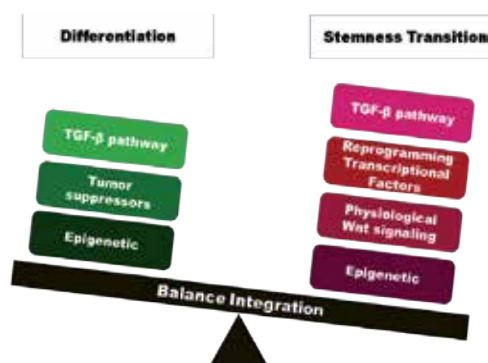 Differentiation
Stemness Transition
TGF-β pathway
Tumor
suppressors
Epigenetic
TGF-β pathway
Reprogramming
Transcriptional
Factors
Physiological
Wnt signaling
Epigenetic
Balance Integration